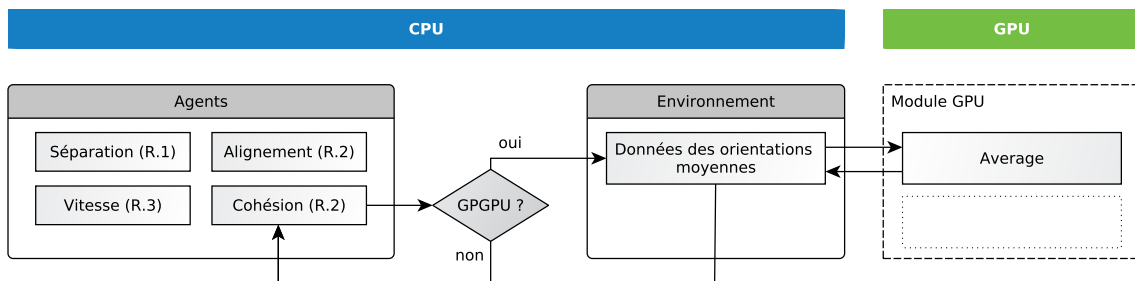 CPU
GPU
Agents
Séparation (R.1)
Alignement (R.2)
Vitesse (R.3)
Cohésion (R.2)
GPGPU ?
oui
non
Environnement
Données des orientations
moyennes
Module GPU
Average